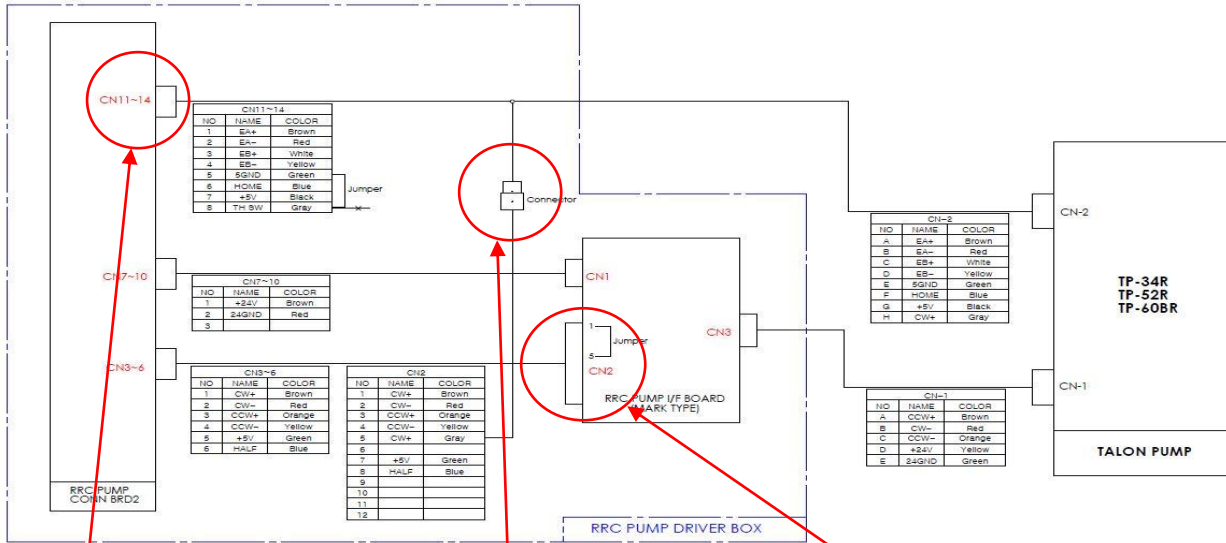 CN11~14
CN11~14
NO NAME COLOR
1 EA+ Brown
2 EA- Red
3 EB+ White
4 EB- Yellow
5 5GND Green
6 HOME Blue
7 +5V Black
8 TH SW Gray
Jumper
Connector
CN-2
CN-2
NO NAME COLOR
A EA+ Brown
B EA- Red
C EB+ White
D EB- Yellow
E 5GND Green
F HOME Blue
G +5V Black
H CW+ Gray
TP-34R
TP-52R
TP-60BR
CN7~10
CN7~10
NO NAME COLOR
1 +24V Brown
2 24GND Red
3
CN1
CN3
1
5
Jumper
CN2
RRC PUMP I/F BOARD
(MARK TYPE)
CN3~6
CN3~6
NO NAME COLOR
1 CW+ Brown
2 CW- Red
3 CCW+ Orange
4 CCW- Yellow
5 +5V Green
6 HALF Blue
CN2
NO NAME COLOR
1 CW+ Brown
2 CW- Red
3 CCW+ Orange
4 CCW- Yellow
5 CW+ Gray
6
7 +5V Green
8 HALF Blue
9
10
11
12
CN-1
CN-1
NO NAME COLOR
A CCW+ Brown
B CW- Red
C CCW- Orange
D +24V Yellow
E 24GND Green
TALON PUMP
RRC PUMP
CONN BRD2
RRC PUMP DRIVER BOX